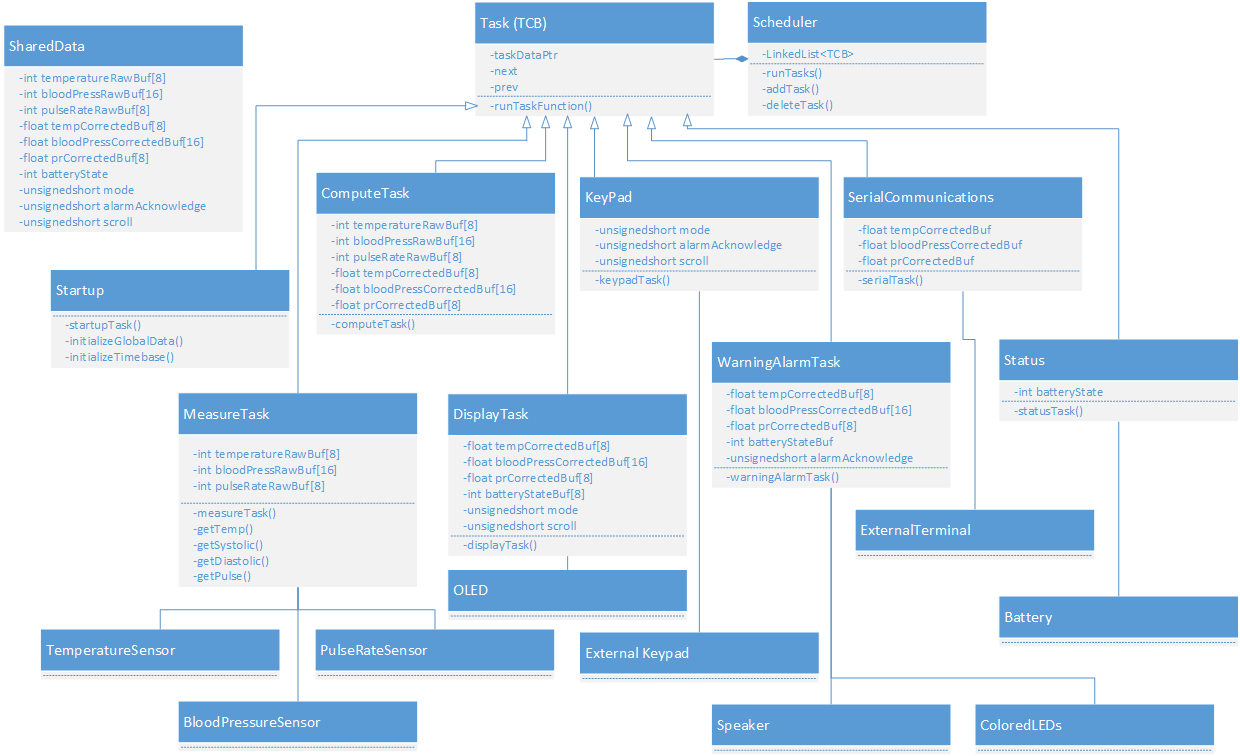 SharedData
-int temperatureRawBuf[8]
-int bloodPressRawBuf[16]
-int pulseRateRawBuf[8]
-float tempCorrectedBuf[8]
-float bloodPressCorrectedBuf[16]
-float prCorrectedBuf[8]
-int batteryState
-unsignedshort mode
-unsignedshort alarmAcknowledge
-unsignedshort scroll
Task (TCB)
-taskDataPtr
-next
-prev
-runTaskFunction()
Scheduler
-LinkedList<TCB>
-runTasks()
-addTask()
-deleteTask()
Startup
-startupTask()
-initializeGlobalData()
-initializeTimebase()
ComputeTask
-int temperatureRawBuf[8]
-int bloodPressRawBuf[16]
-int pulseRateRawBuf[8]
-float tempCorrectedBuf[8]
-float bloodPressCorrectedBuf[16]
-float prCorrectedBuf[8]
-computeTask()
KeyPad
-unsignedshort mode
-unsignedshort alarmAcknowledge
-unsignedshort scroll
-keypadTask()
SerialCommunications
-float tempCorrectedBuf
-float bloodPressCorrectedBuf
-float prCorrectedBuf
-serialTask()
MeasureTask
-int temperatureRawBuf[8]
-int bloodPressRawBuf[16]
-int pulseRateRawBuf[8]
-measureTask()
-getTemp()
-getSystolic()
-getDiastolic()
-getPulse()
DisplayTask
-float tempCorrectedBuf[8]
-float bloodPressCorrectedBuf[16]
-float prCorrectedBuf[8]
-int batteryStateBuf[8]
-unsignedshort mode
-unsignedshort scroll
-displayTask()
WarningAlarmTask
-float tempCorrectedBuf[8]
-float bloodPressCorrectedBuf[16]
-float prCorrectedBuf[8]
-int batteryStateBuf
-unsignedshort alarmAcknowledge
-warningAlarmTask()
Status
-int batteryState
-statusTask()
ExternalTerminal
OLED
Battery
TemperatureSensor
PulseRateSensor
External Keypad
BloodPressureSensor
Speaker
ColoredLEDs